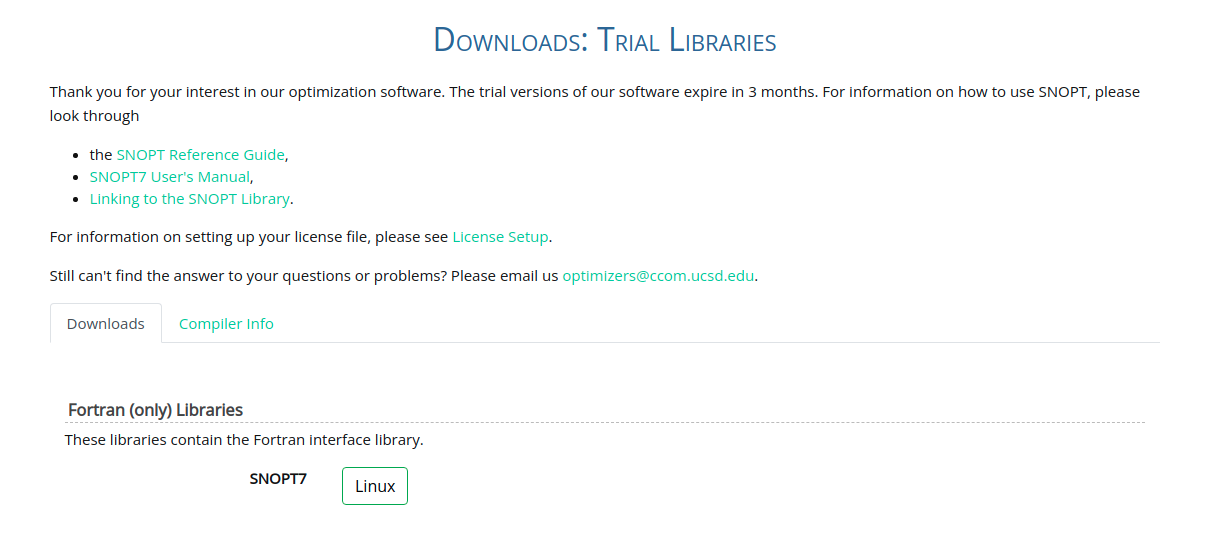 Downloads: Trial Libraries
Thank you for your interest in our optimization software. The trial versions of our software expire in 3 months. For information on how to use SNOPT, please
look through
the SNOPT Reference Guide,
SNOPT7 User's Manual,
Linking to the SNOPT Library.
For information on setting up your license file, please see License Setup.
Still can't find the answer to your questions or problems? Please email us optimizers@ccom.ucsd.edu.
Downloads Compiler Info
Fortran (only) Libraries
These libraries contain the Fortran interface library.
SNOPT7 Linux